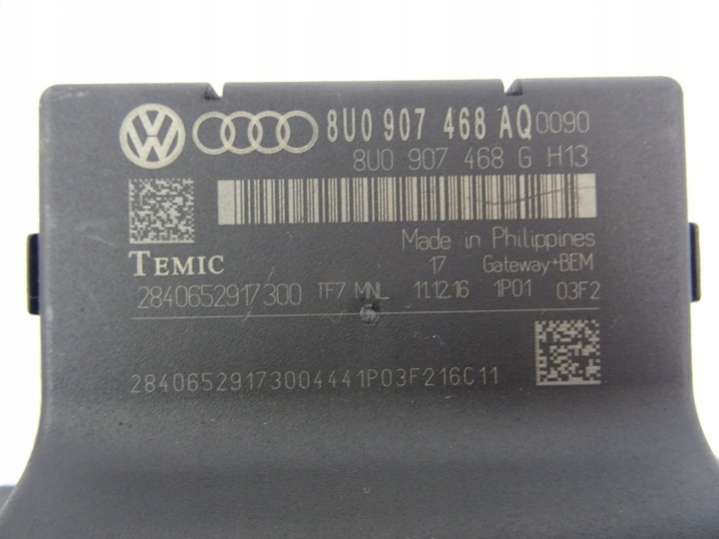 8U0 907 468 AQ 0090
8U0 907 468 G H13
Made in Philippines
TEMIC 17 Gateway+BEM
2840652917300 TF7 MNL 11.12.16 1P01 03F2
28406529173004441P03F216C11